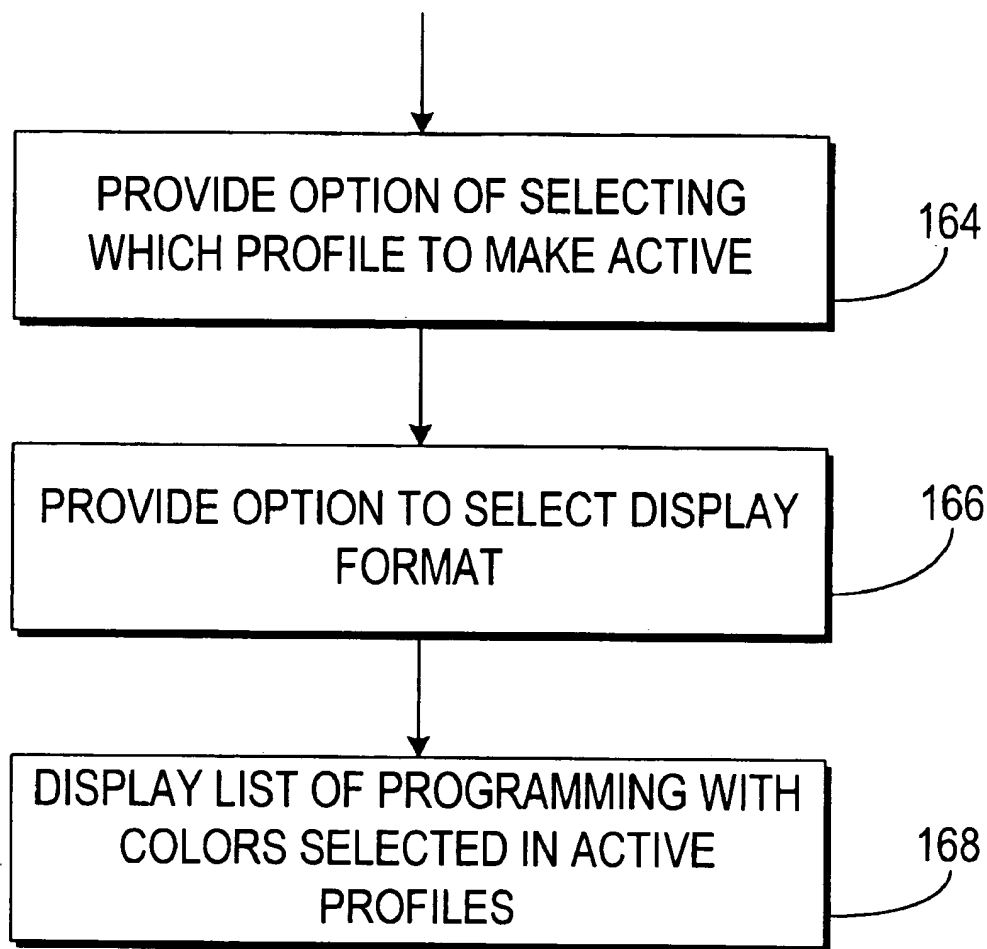 PROVIDE OPTION OF SELECTING
WHICH PROFILE TO MAKE ACTIVE
164
PROVIDE OPTION TO SELECT DISPLAY
FORMAT
166
DISPLAY LIST OF PROGRAMMING WITH
COLORS SELECTED IN ACTIVE
PROFILES
168